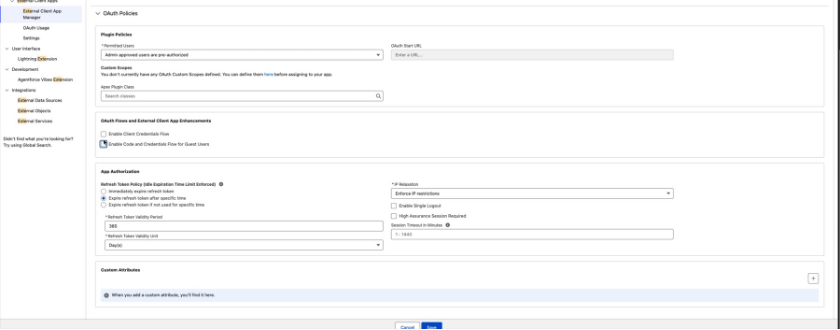 External Client Apps
External Client App
Manager
OAuth Usage
Settings
User Interface
Lightning Extension
Development
Agentforce Vibes Extension
Integrations
External Data Sources
External Objects
External Services
Didn't find what you're looking for?
Try using Global Search.
OAuth Policies
Plugin Policies
*Permitted Users
Admin approved users are pre-authorized
OAuth Start URL
Enter a URL...
Custom Scopes
You don't currently have any OAuth Custom Scopes defined. You can define them here before assigning to your app.
Apex Plugin Class
Search classes...
OAuth Flows and External Client App Enhancements
Enable Client Credentials Flow
Enable Code and Credentials Flow for Guest Users
App Authorization
Refresh Token Policy (Idle Expiration Time Limit Enforced)
Immediately expire refresh token
Expire refresh token after specific time
Expire refresh token if not used for specific time
*Refresh Token Validity Period
365
*Refresh Token Validity Unit
Day(s)
*IP Relaxation
Enforce IP restrictions
Enable Single Logout
High Assurance Session Required
Session Timeout in Minutes
1 - 1440
Custom Attributes
When you add a custom attribute, you'll find it here.
Cancel
Save